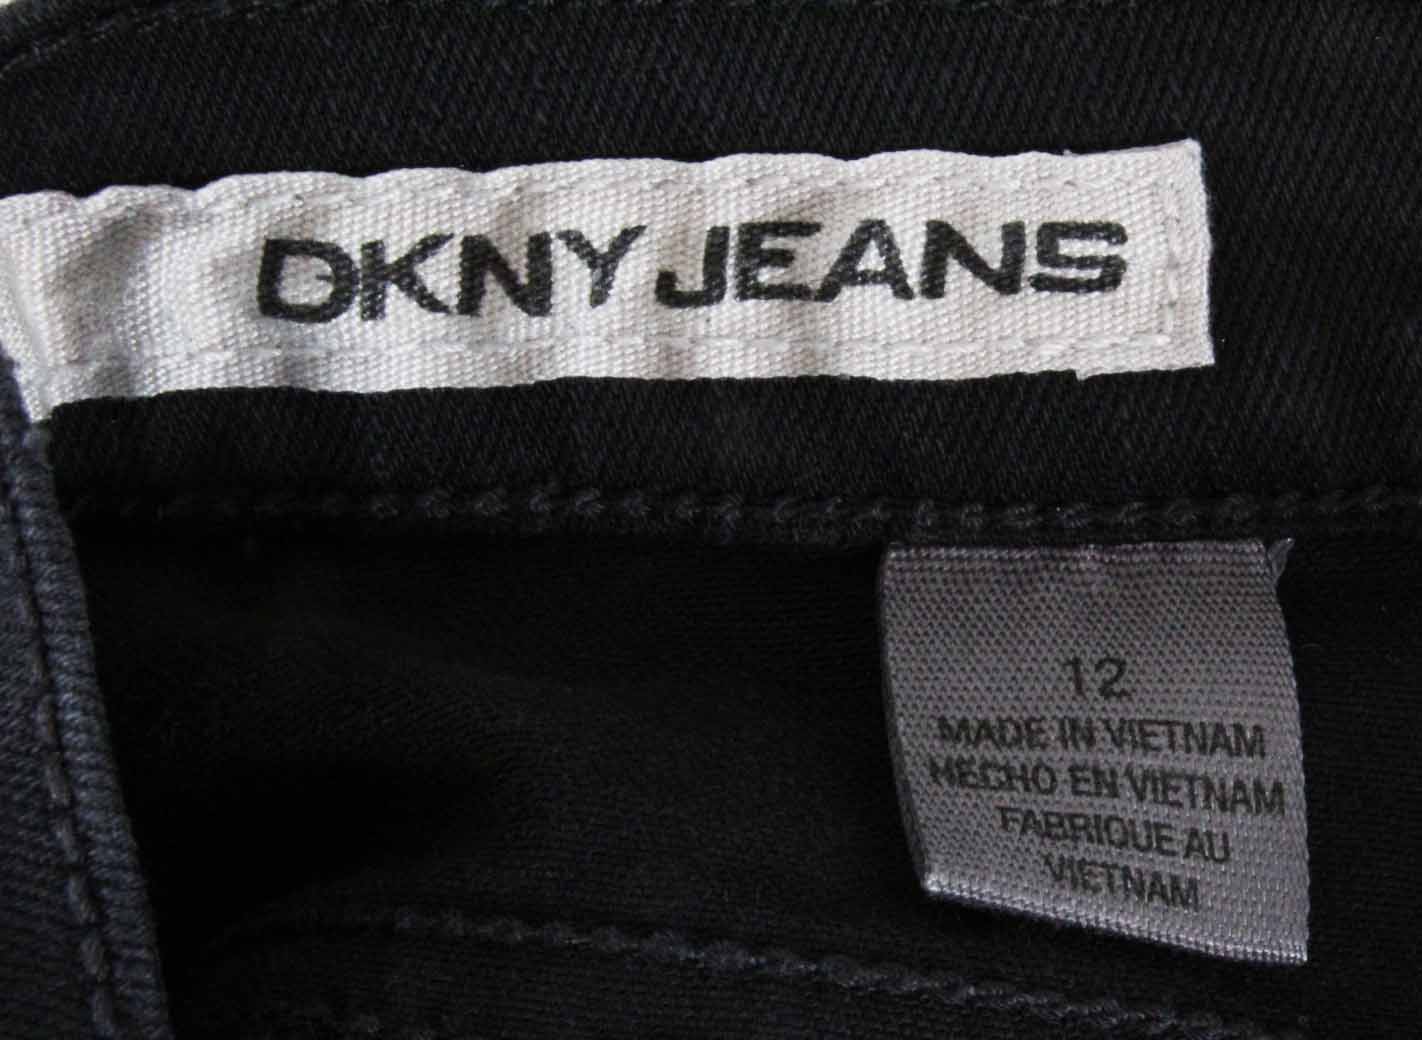 DKNY JEANS
12
MADE IN VIETNAM
HECHO EN VIETNAM
FABRIQUE AU
VIETNAM